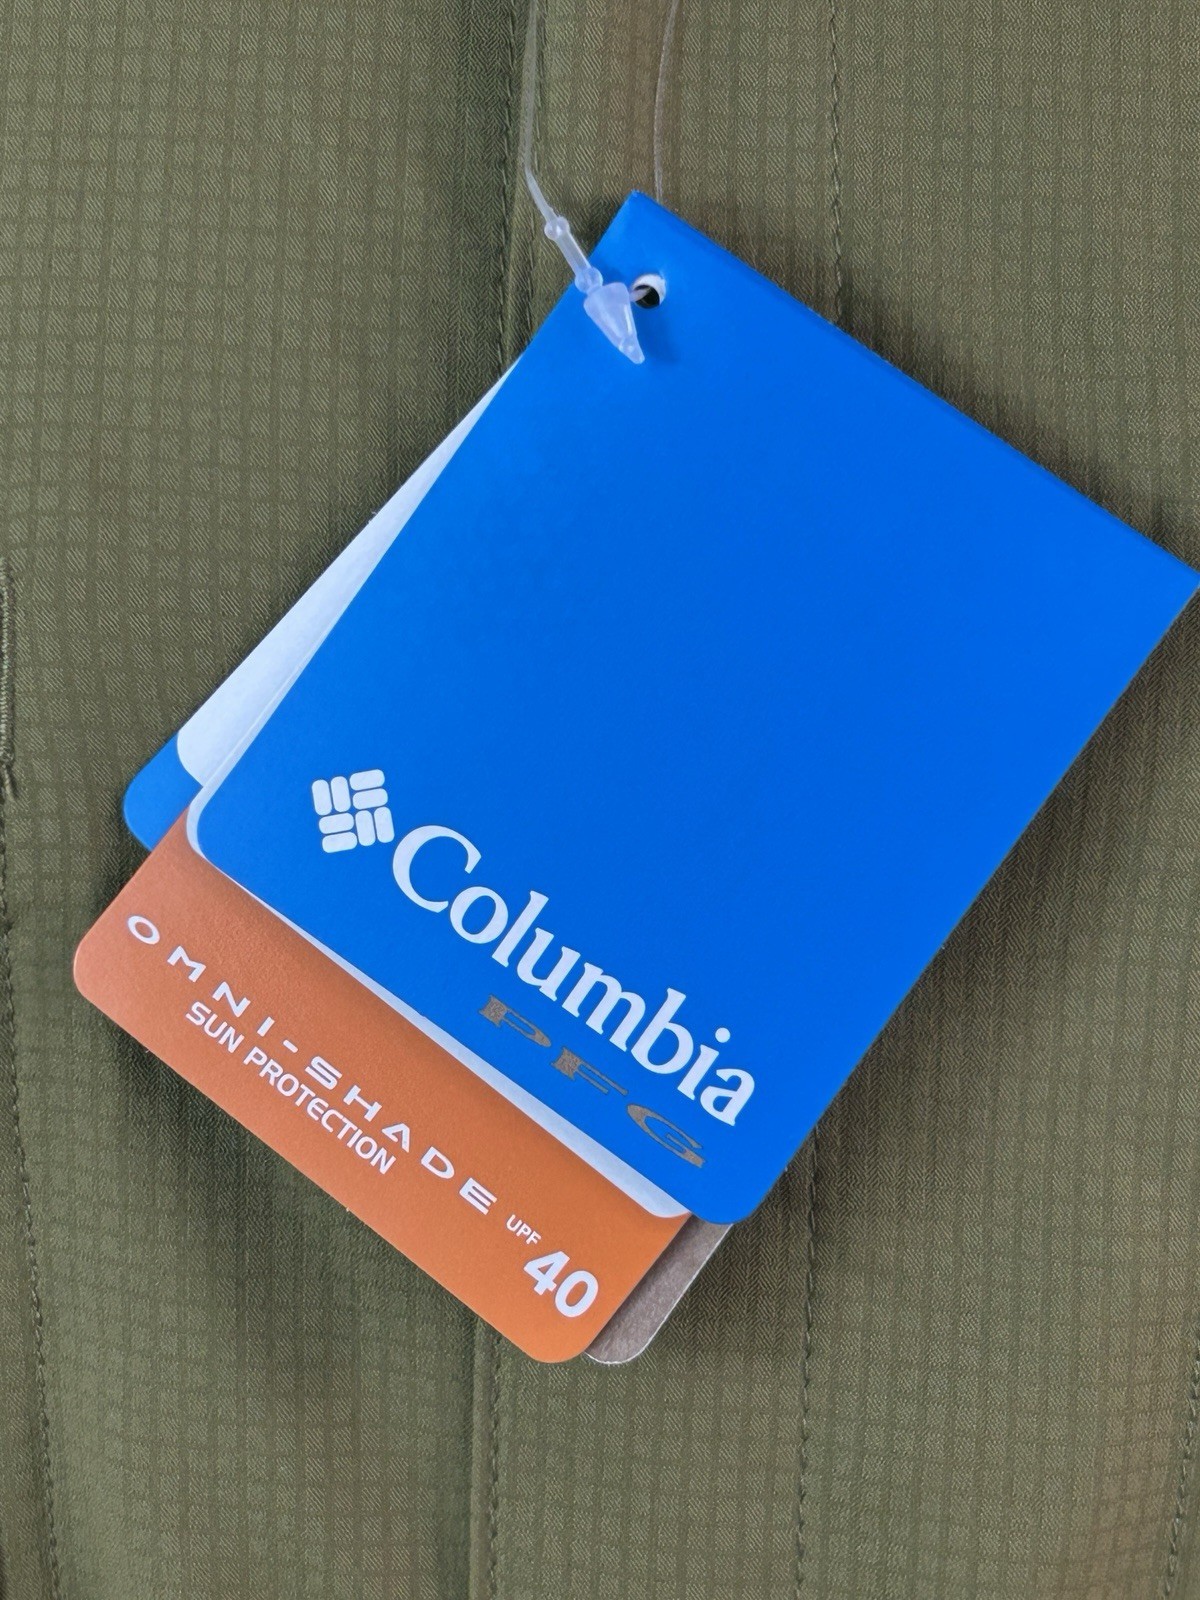 Columbia
PFG
OMNI-SHADE
SUN PROTECTION
UPF
40